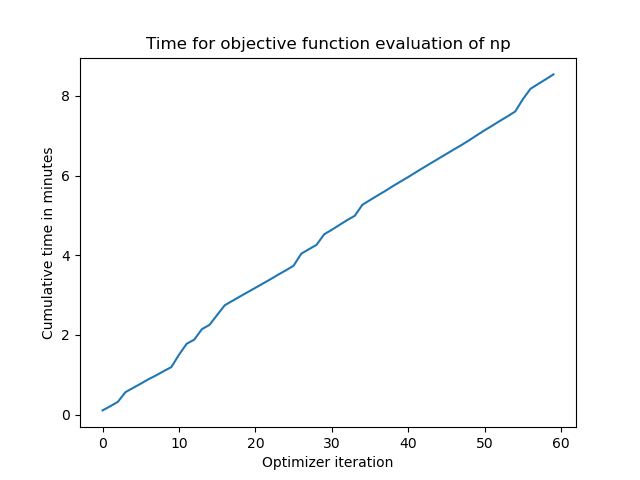 Time for objective function evaluation of np
Cumulative time in minutes
8
6
4
2
0
0 10 20 30 40 50 60
Optimizer iteration